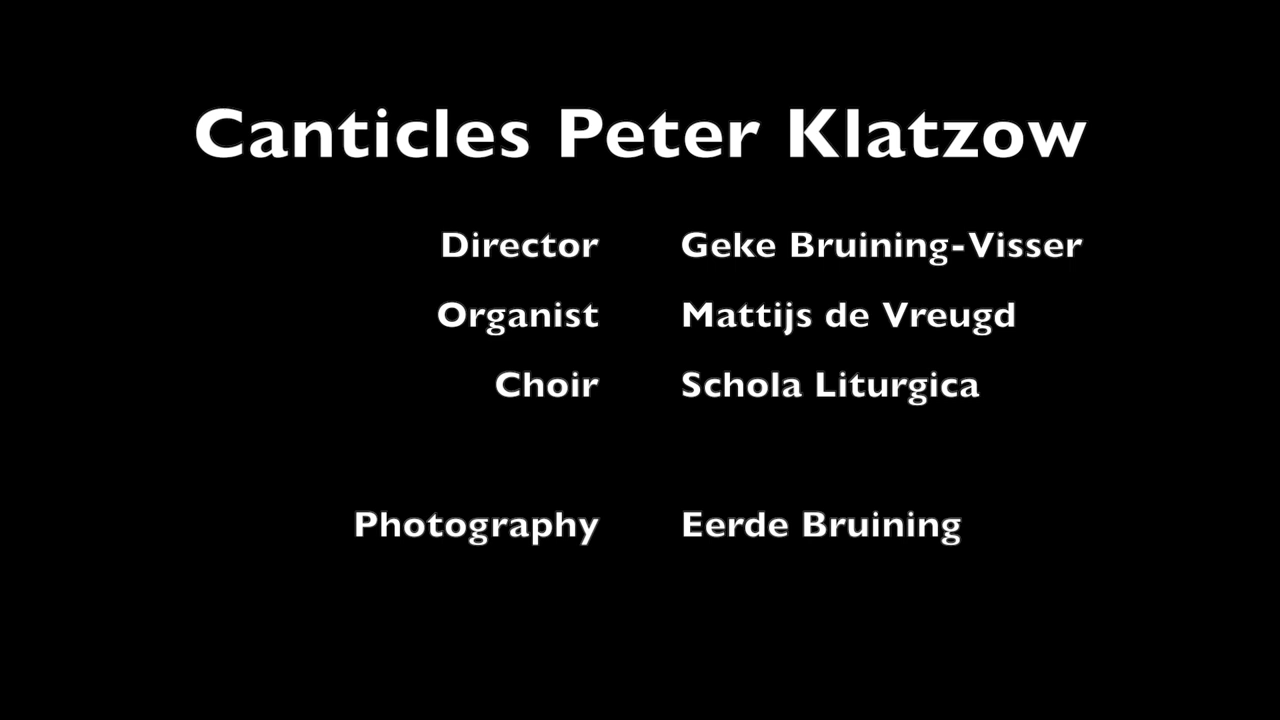 Canticles Peter Klatzow
Director Geke Bruining-Visser
Organist Mattijs de Vreugd
Choir Schola Liturgica
Photography Eerde Bruining